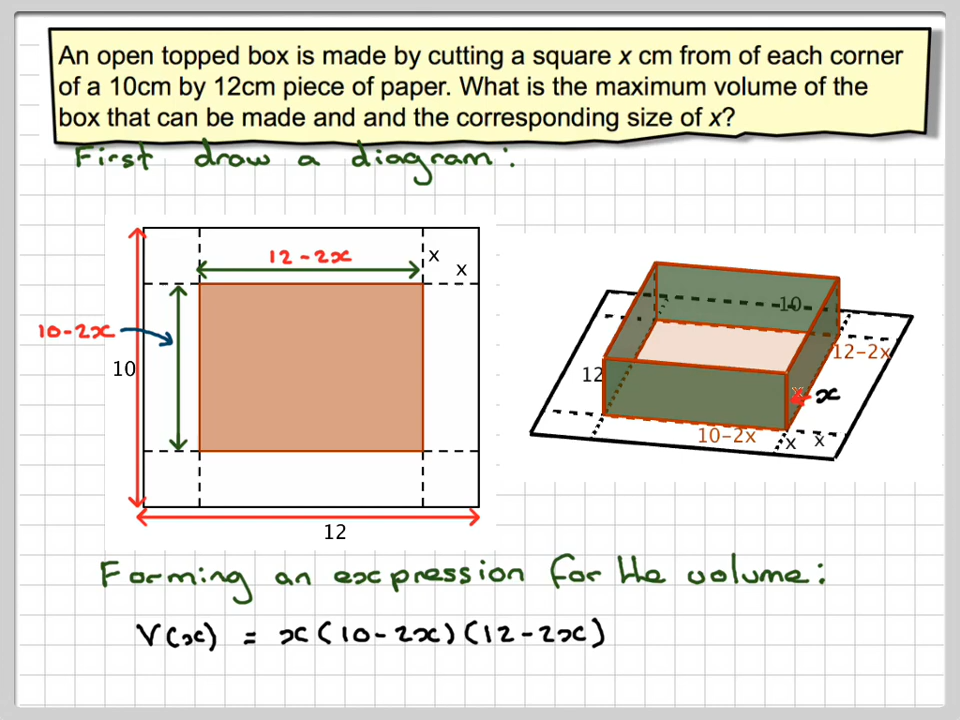 An open topped box is made by cutting a square x cm from of each corner
of a 10cm by 12cm piece of paper. What is the maximum volume of the
box that can be made and and the corresponding size of x?
First draw a diagram:
12-2x
x
x
10-2x
10
12
10
12-2x
12
x
10-2x
x
x
Forming an expression for the volume:
V(x) = x(10-2x)(12-2x)